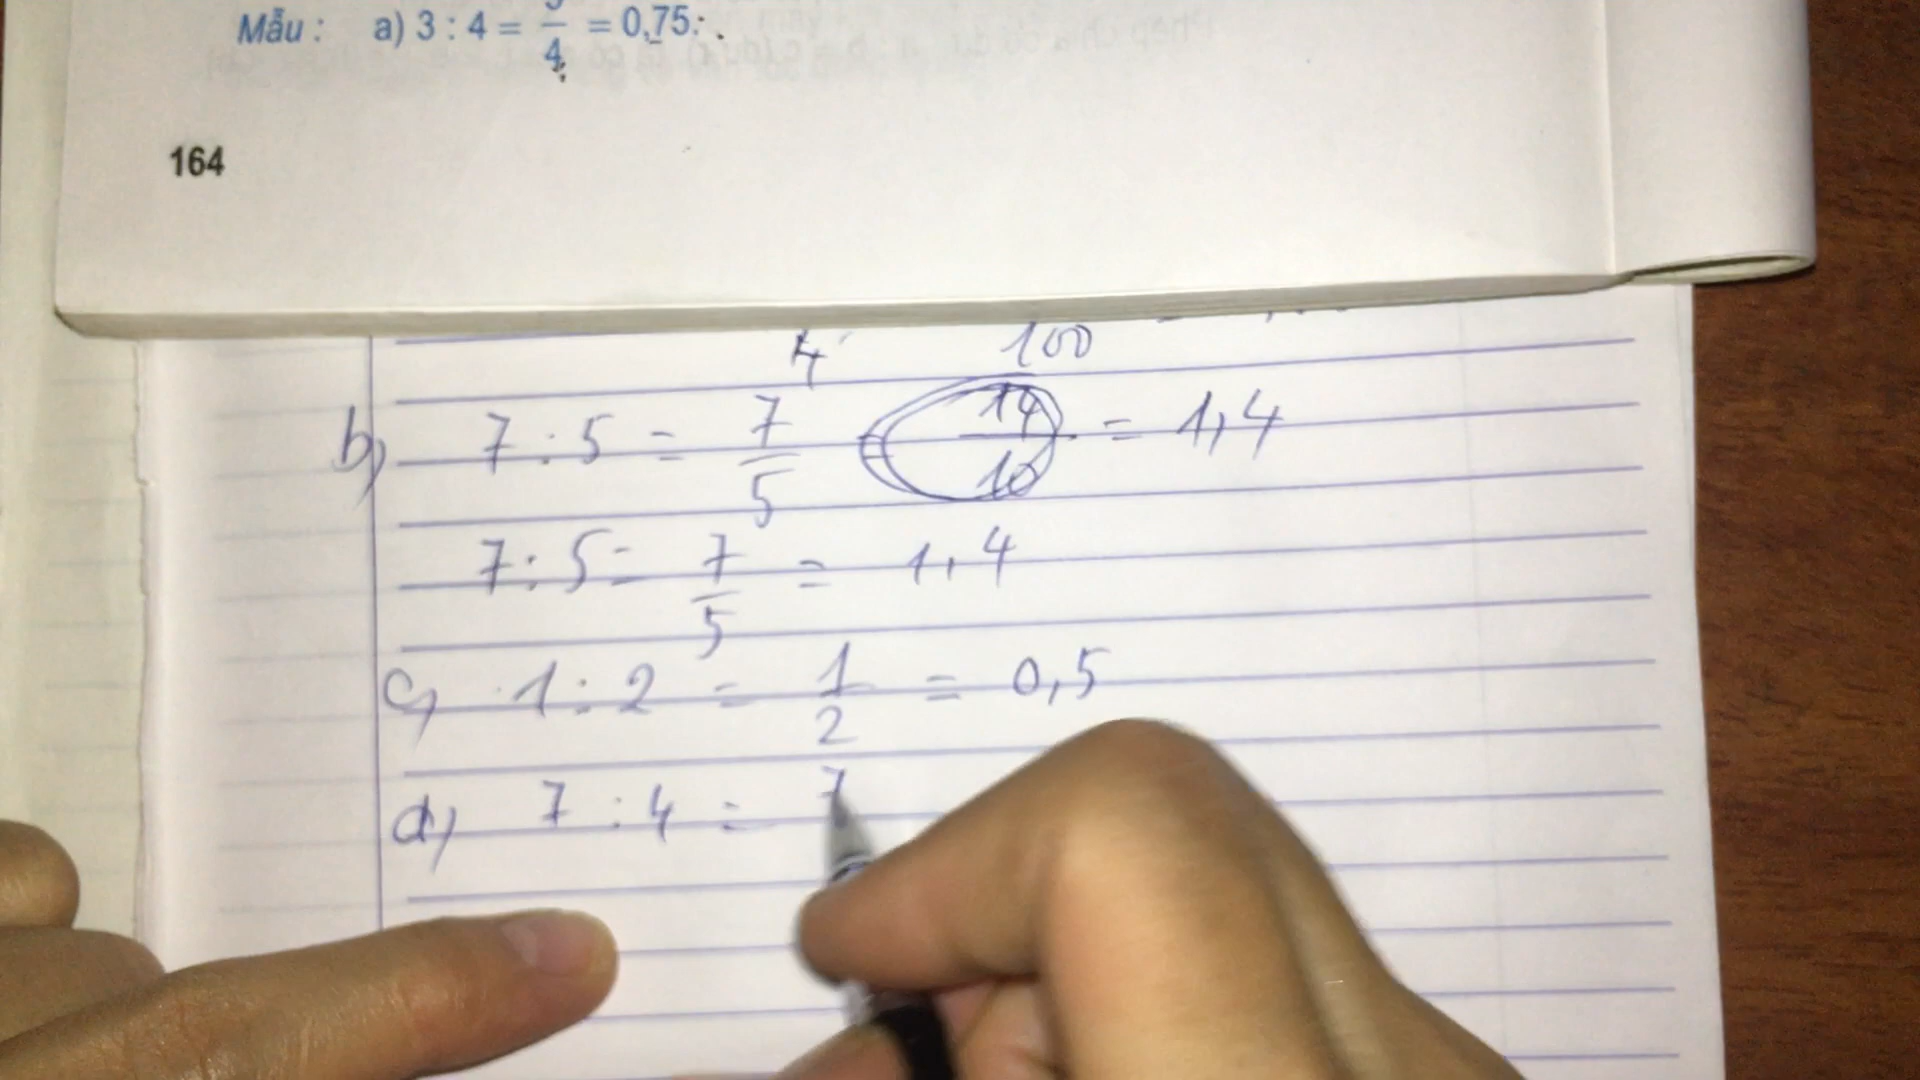 Mẫu : a) 3 : 4 = 3/4 = 0,75.
164
4 100
b) 7 : 5 = 7/5 = 14/10 = 1,4
7 : 5 = 7/5 = 1,4
c) 1 : 2 = 1/2 = 0,5
d) 7 : 4 = 7